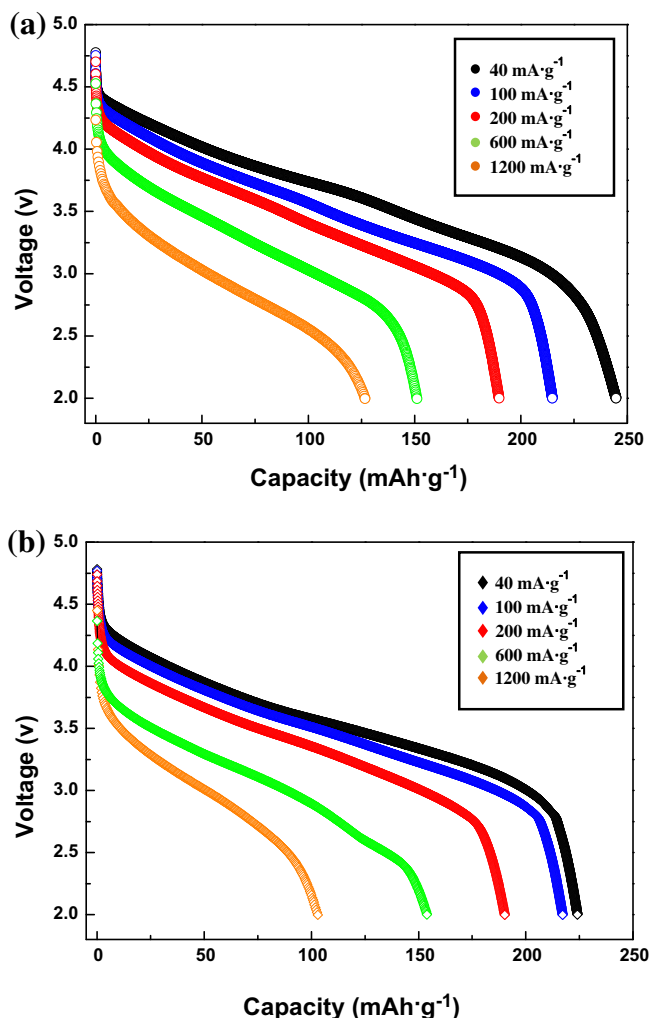 (a)
5.0
4.5
4.0
3.5
3.0
2.5
2.0
Voltage (v)
40 mA·g⁻¹
100 mA·g⁻¹
200 mA·g⁻¹
600 mA·g⁻¹
1200 mA·g⁻¹
0 50 100 150 200 250
Capacity (mAh·g⁻¹)
(b)
5.0
4.5
4.0
3.5
3.0
2.5
2.0
Voltage (v)
40 mA·g⁻¹
100 mA·g⁻¹
200 mA·g⁻¹
600 mA·g⁻¹
1200 mA·g⁻¹
0 50 100 150 200 250
Capacity (mAh·g⁻¹)